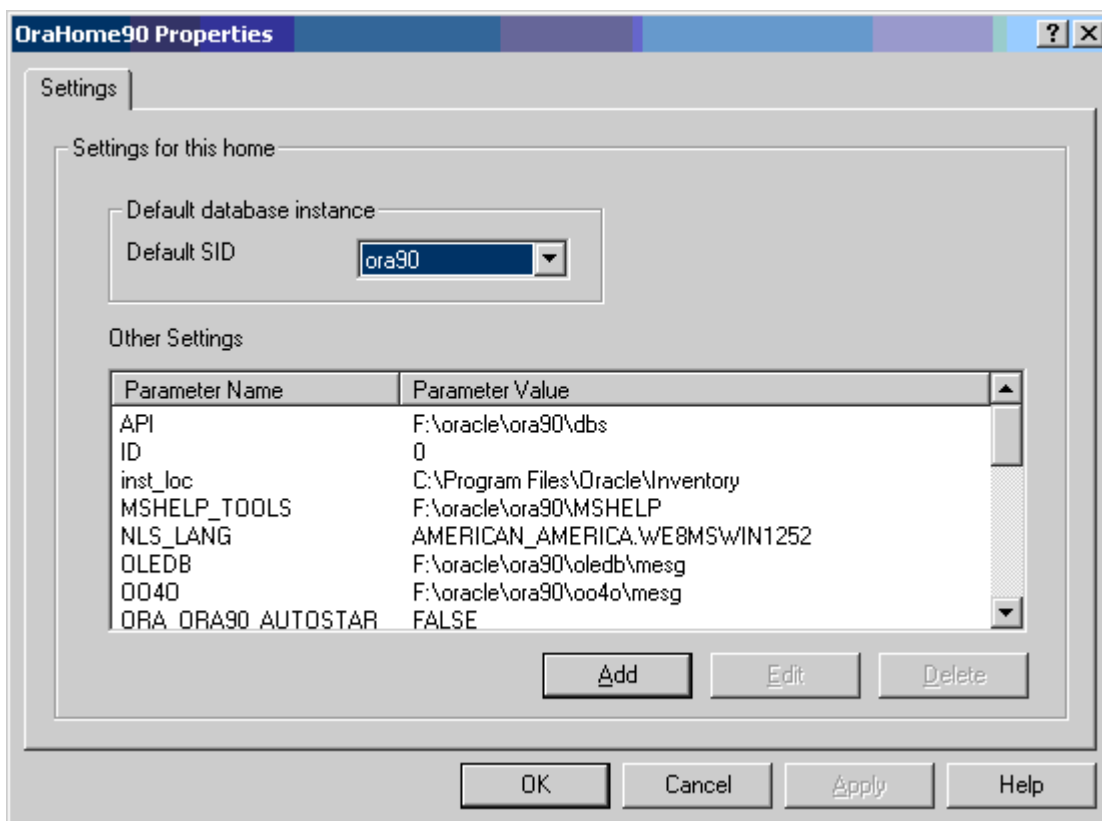 OraHome90 Properties
Settings
Settings for this home
Default database instance
Default SID ora90
Other Settings
Parameter Name Parameter Value
API F:\oracle\ora90\dbs
ID 0
inst_loc C:\Program Files\Oracle\Inventory
MSHELP_TOOLS F:\oracle\ora90\MSHELP
NLS_LANG AMERICAN_AMERICA.WE8MSWIN1252
OLEDB F:\oracle\ora90\oledb\mesg
OO4O F:\oracle\ora90\oo4o\mesg
ORA_ORA90_AUTOSTAR FALSE
Add Edit Delete
OK Cancel Apply Help